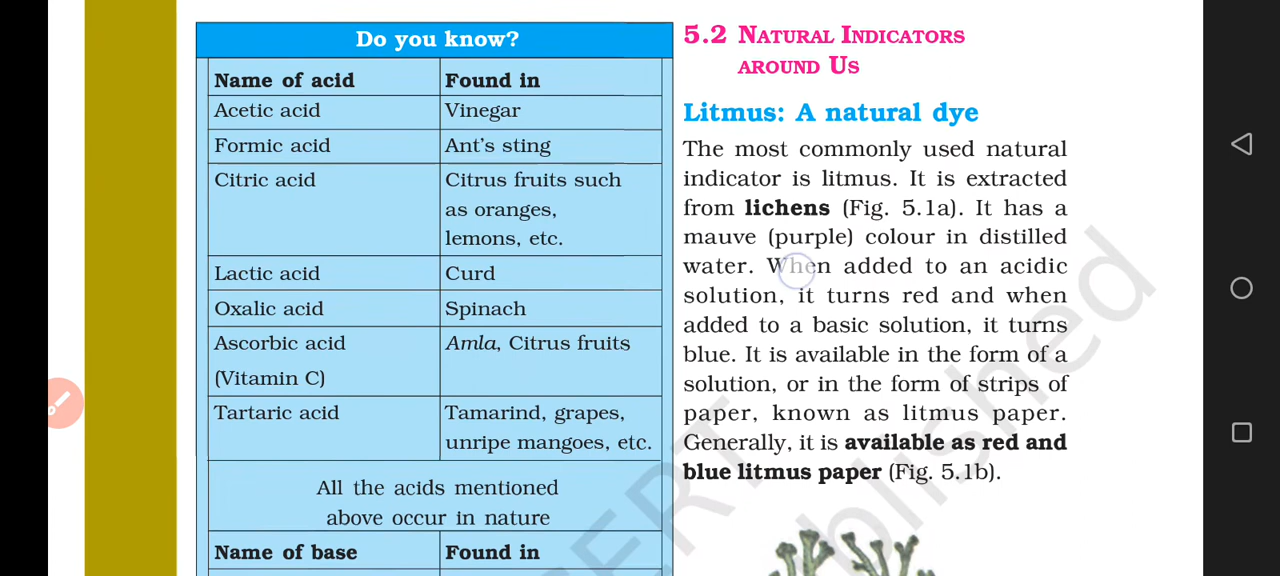 Do you know?
Name of acid Found in
Acetic acid Vinegar
Formic acid Ant's sting
Citric acid Citrus fruits such
as oranges,
lemons, etc.
Lactic acid Curd
Oxalic acid Spinach
Ascorbic acid Amla, Citrus fruits
(Vitamin C)
Tartaric acid Tamarind, grapes,
unripe mangoes, etc.
All the acids mentioned
above occur in nature
Name of base Found in
5.2 NATURAL INDICATORS
AROUND US
Litmus: A natural dye
The most commonly used natural
indicator is litmus. It is extracted
from lichens (Fig. 5.1a). It has a
mauve (purple) colour in distilled
water. When added to an acidic
solution, it turns red and when
added to a basic solution, it turns
blue. It is available in the form of a
solution, or in the form of strips of
paper, known as litmus paper.
Generally, it is available as red and
blue litmus paper (Fig. 5.1b).